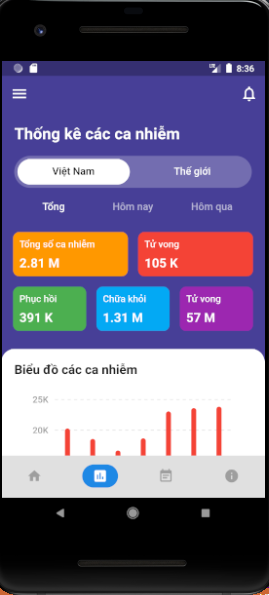 8:36
Thống kê các ca nhiễm
Việt Nam
Thế giới
Tổng
Hôm nay
Hôm qua
Tổng số ca nhiễm
2.81 M
Tử vong
105 K
Phục hồi
391 K
Chữa khỏi
1.31 M
Tử vong
57 M
Biểu đồ các ca nhiễm
25K
20K